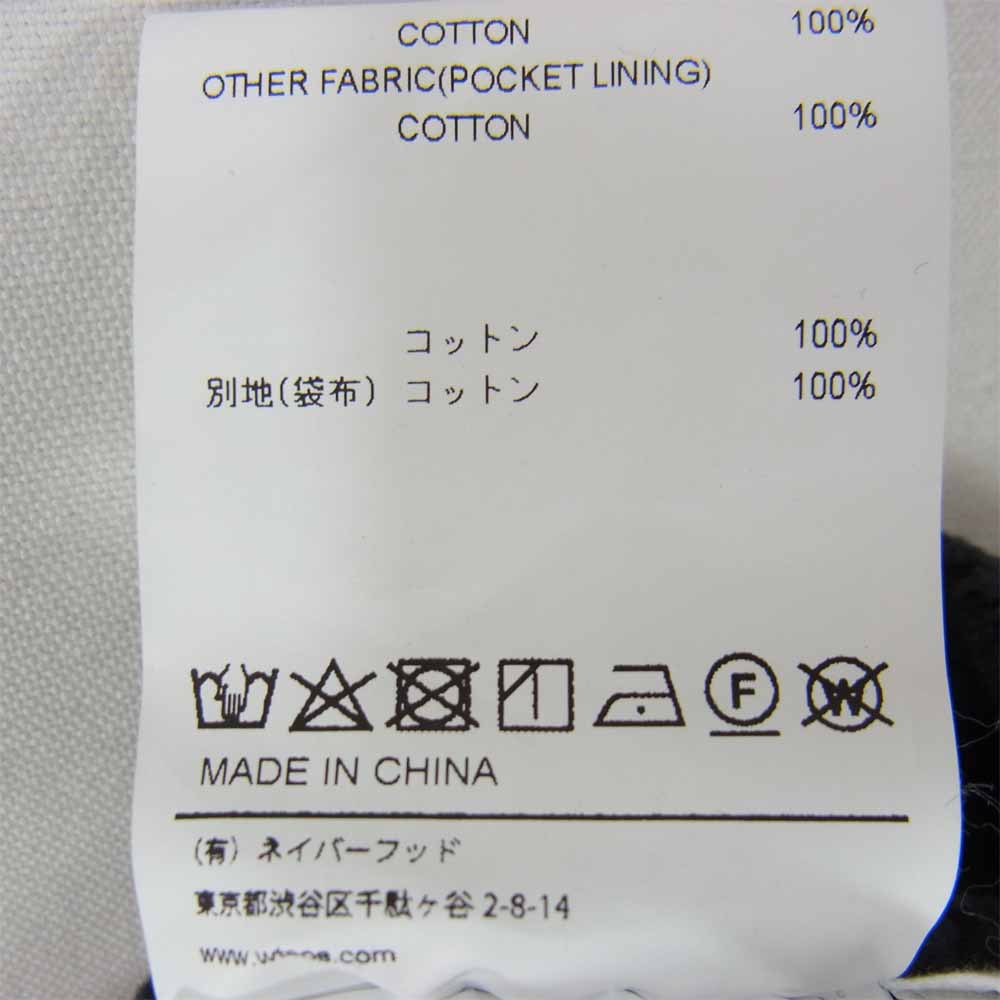 COTTON 100%
OTHER FABRIC(POCKET LINING)
COTTON 100%
コットン 100%
別地(袋布) コットン 100%
F W
MADE IN CHINA
(有) ネイバーフッド
東京都渋谷区千駄ヶ谷 2-8-14